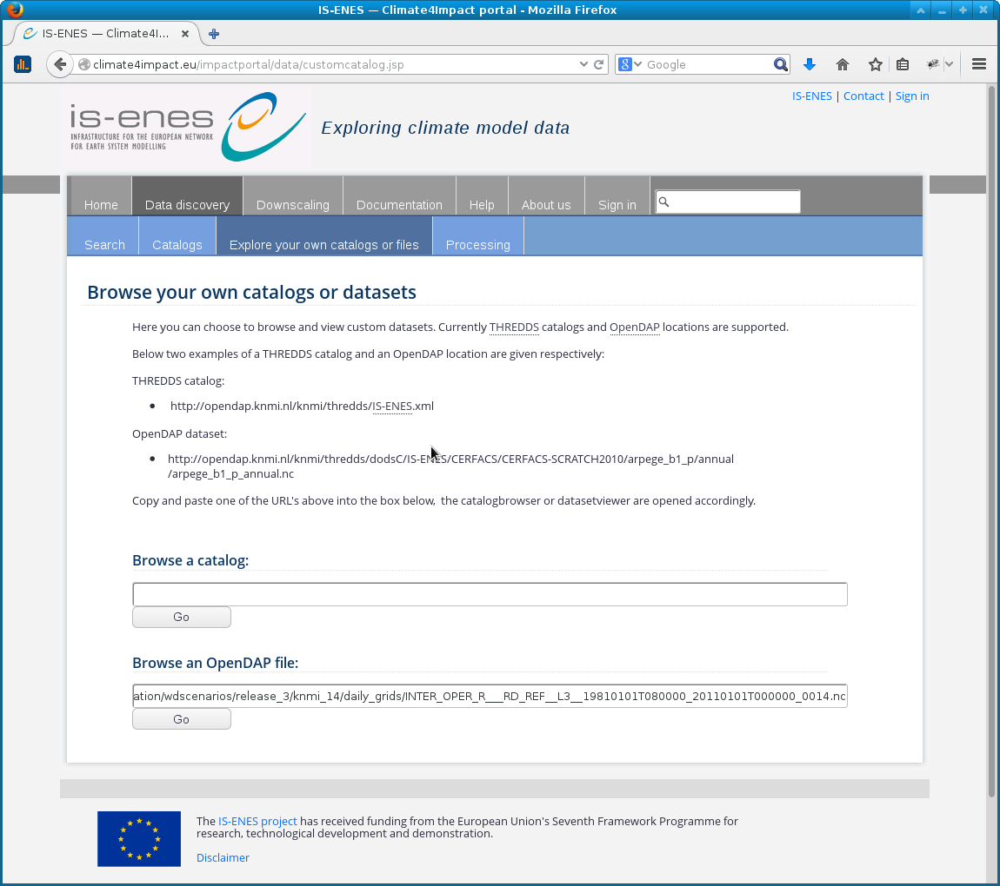 IS-ENES — Climate4Impact portal - Mozilla Firefox
IS-ENES — Climate4I...
climate4impact.eu/impactportal/data/customcatalog.jsp
Google
IS-ENES | Contact | Sign in
is-enes
INFRASTRUCTURE FOR THE EUROPEAN NETWORK
FOR EARTH SYSTEM MODELLING
Exploring climate model data
Home Data discovery Downscaling Documentation Help About us Sign in
Search Catalogs Explore your own catalogs or files Processing
Browse your own catalogs or datasets
Here you can choose to browse and view custom datasets. Currently THREDDS catalogs and OpenDAP locations are supported.
Below two examples of a THREDDS catalog and an OpenDAP location are given respectively:
THREDDS catalog:
• http://opendap.knmi.nl/knmi/thredds/IS-ENES.xml
OpenDAP dataset:
• http://opendap.knmi.nl/knmi/thredds/dodsC/IS-ENES/CERFACS/CERFACS-SCRATCH2010/arpege_b1_p/annual
/arpege_b1_p_annual.nc
Copy and paste one of the URL's above into the box below,  the catalogbrowser or datasetviewer are opened accordingly.
Browse a catalog:
Go
Browse an OpenDAP file:
ation/wdscenarios/release_3/knmi_14/daily_grids/INTER_OPER_R___RD_REF__L3__19810101T080000_20110101T000000_0014.nc
Go
The IS-ENES project has received funding from the European Union's Seventh Framework Programme for
research, technological development and demonstration.
Disclaimer